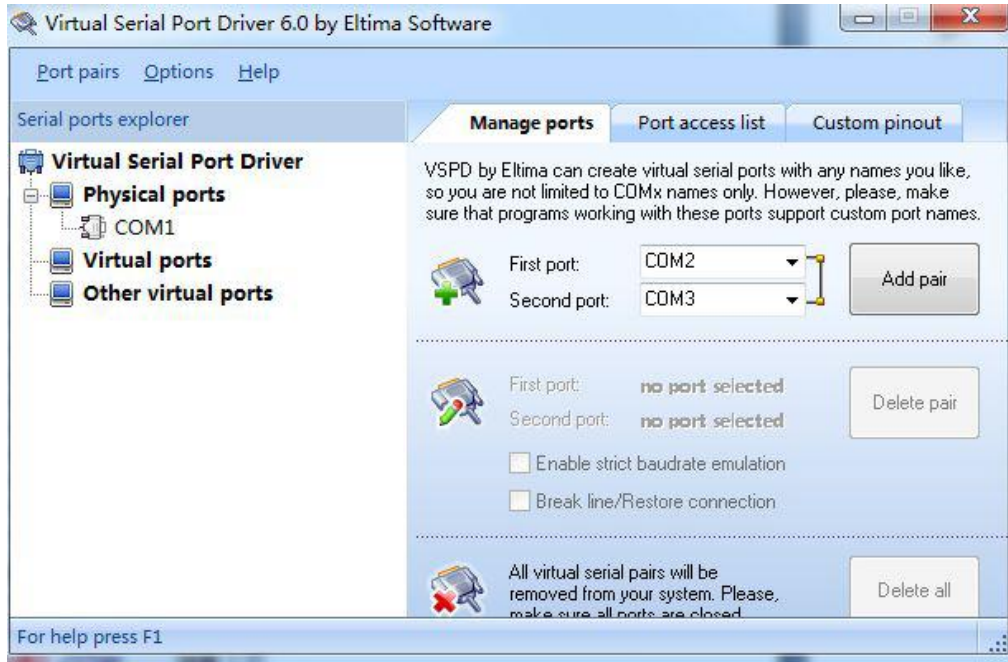 Virtual Serial Port Driver 6.0 by Eltima Software
Port pairs Options Help
Serial ports explorer
Virtual Serial Port Driver
Physical ports
COM1
Virtual ports
Other virtual ports
Manage ports Port access list Custom pinout
VSPD by Eltima can create virtual serial ports with any names you like,
so you are not limited to COMx names only. However, please, make
sure that programs working with these ports support custom port names.
First port: COM2
Second port: COM3
Add pair
First port: no port selected
Second port: no port selected
Delete pair
Enable strict baudrate emulation
Break line/Restore connection
All virtual serial pairs will be
removed from your system. Please,
make sure all ports are closed
Delete all
For help press F1